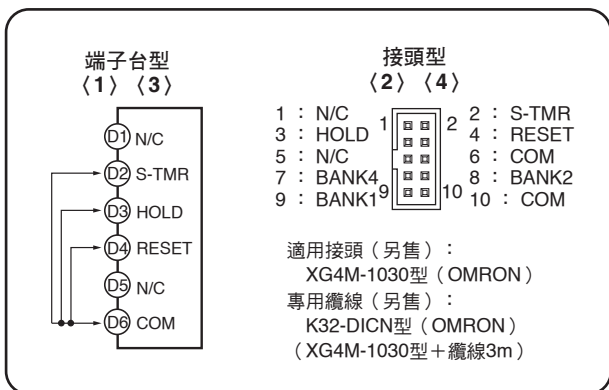 端子台型
〈1〉〈3〉
D1 N/C
D2 S-TMR
D3 HOLD
D4 RESET
D5 N/C
D6 COM
接頭型
〈2〉〈4〉
1 : N/C 1 2 2 : S-TMR
3 : HOLD 4 : RESET
5 : N/C 6 : COM
7 : BANK4 8 : BANK2
9 : BANK1 9 10 10 : COM
適用接頭（另售）：
XG4M-1030型（OMRON）
專用纜線（另售）：
K32-DICN型（OMRON）
（XG4M-1030型＋纜線3m）